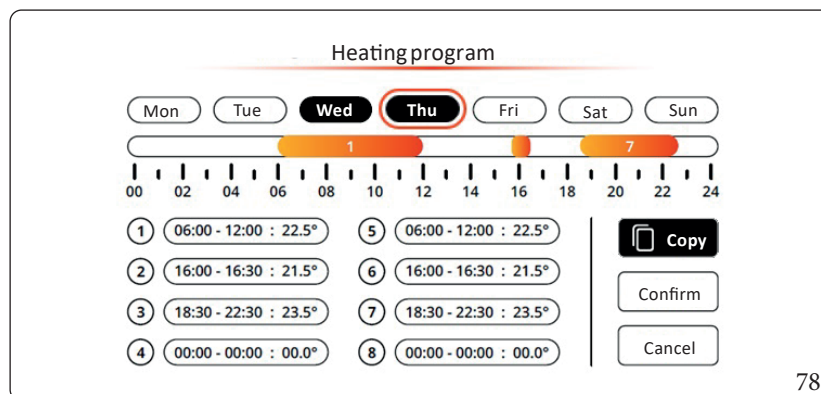 Heating program
Mon Tue Wed Thu Fri Sat Sun
1 7
00 02 04 06 08 10 12 14 16 18 20 22 24
1 06:00 - 12:00 : 22.5° 5 06:00 - 12:00 : 22.5° Copy
2 16:00 - 16:30 : 21.5° 6 16:00 - 16:30 : 21.5°
Confirm
3 18:30 - 22:30 : 23.5° 7 18:30 - 22:30 : 23.5°
4 00:00 - 00:00 : 00.0° 8 00:00 - 00:00 : 00.0° Cancel
78